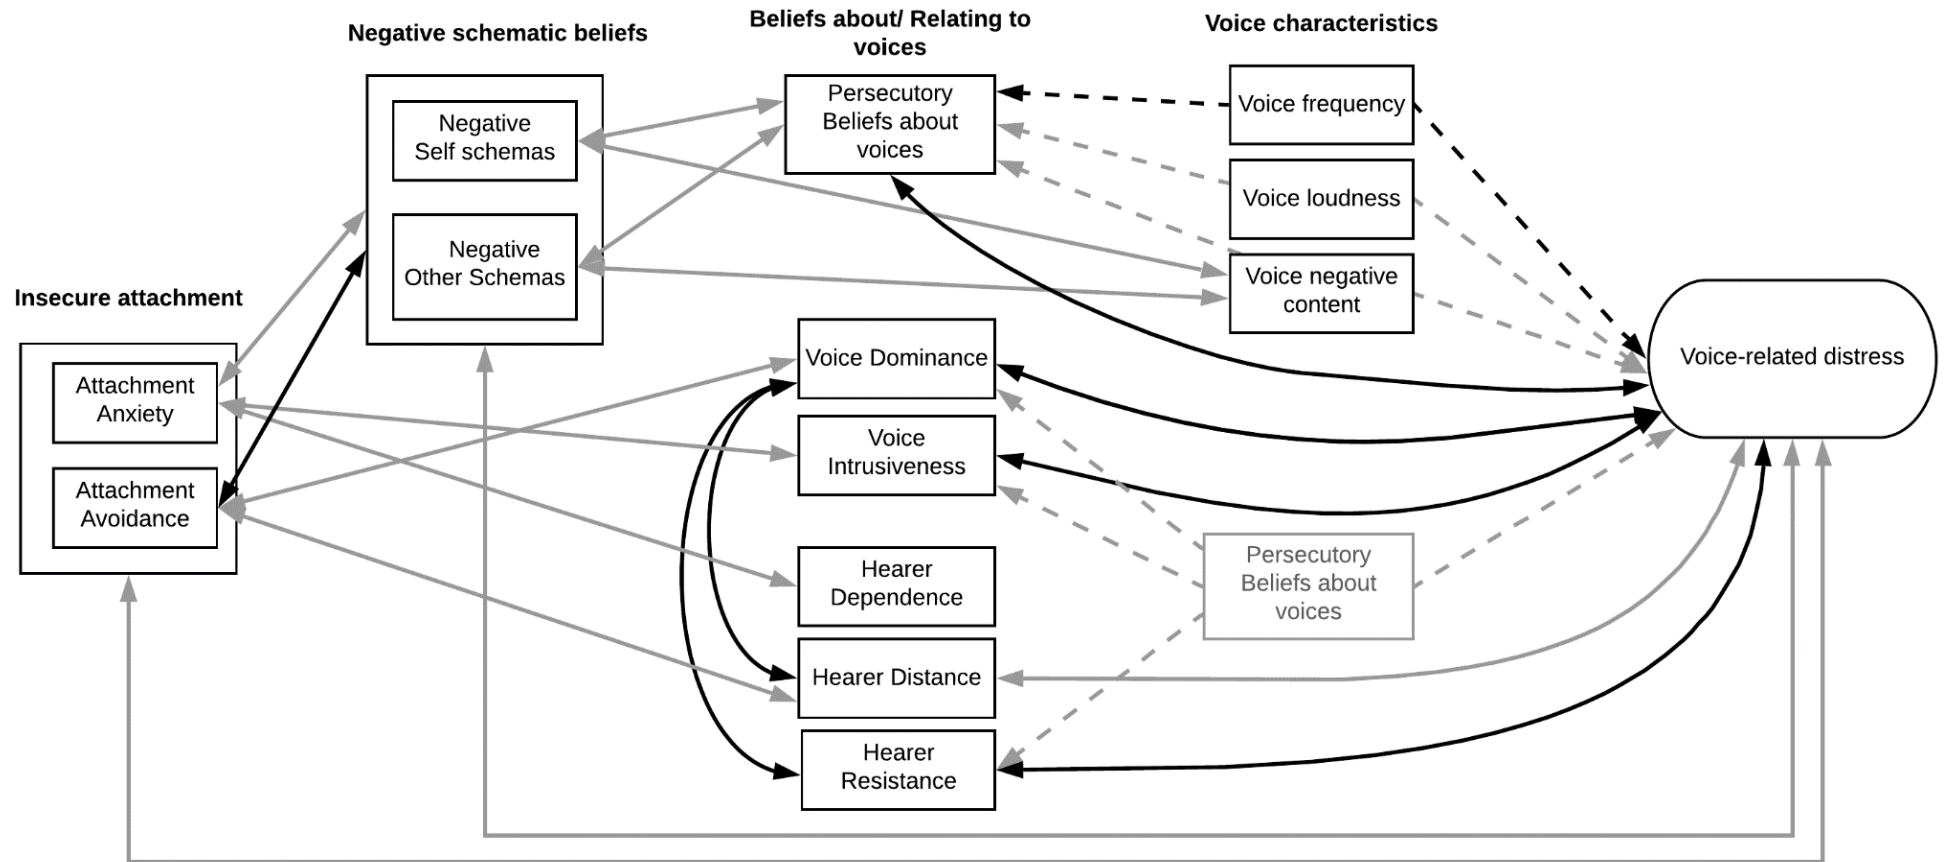 Negative schematic beliefs
Beliefs about/ Relating to
voices
Voice characteristics
Insecure attachment
Negative
Self schemas
Negative
Other Schemas
Attachment
Anxiety
Attachment
Avoidance
Persecutory
Beliefs about
voices
Voice Dominance
Voice
Intrusiveness
Hearer
Dependence
Hearer Distance
Hearer
Resistance
Voice frequency
Voice loudness
Voice negative
content
Persecutory
Beliefs about
voices
Voice-related distress